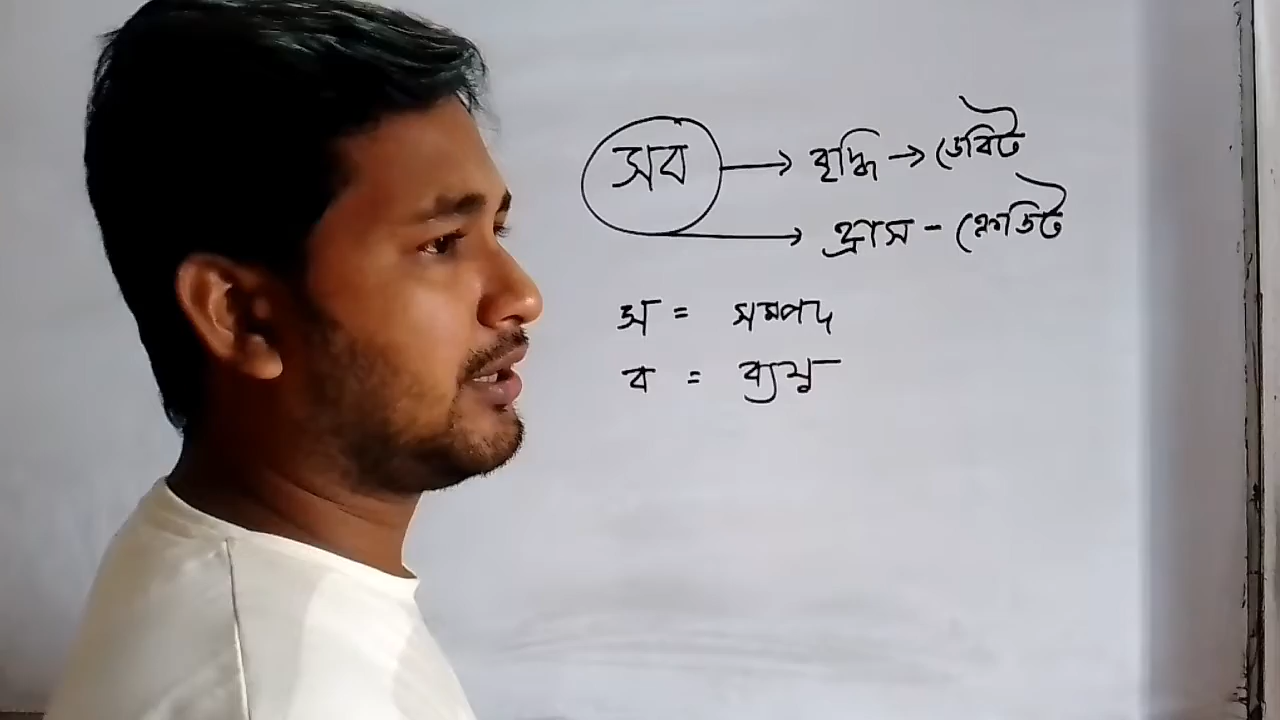 সব → বৃদ্ধি → ডেবিট
→ হ্রাস - ক্রেডিট
স = সম্পদ
ব = ব্যয়